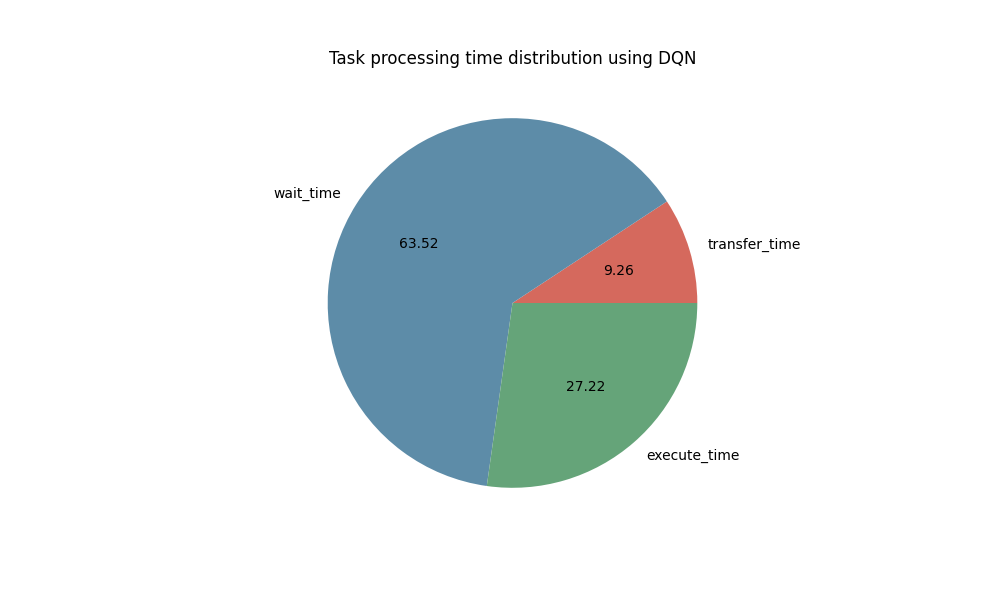 Task processing time distribution using DQN
wait_time
63.52
transfer_time
9.26
27.22
execute_time